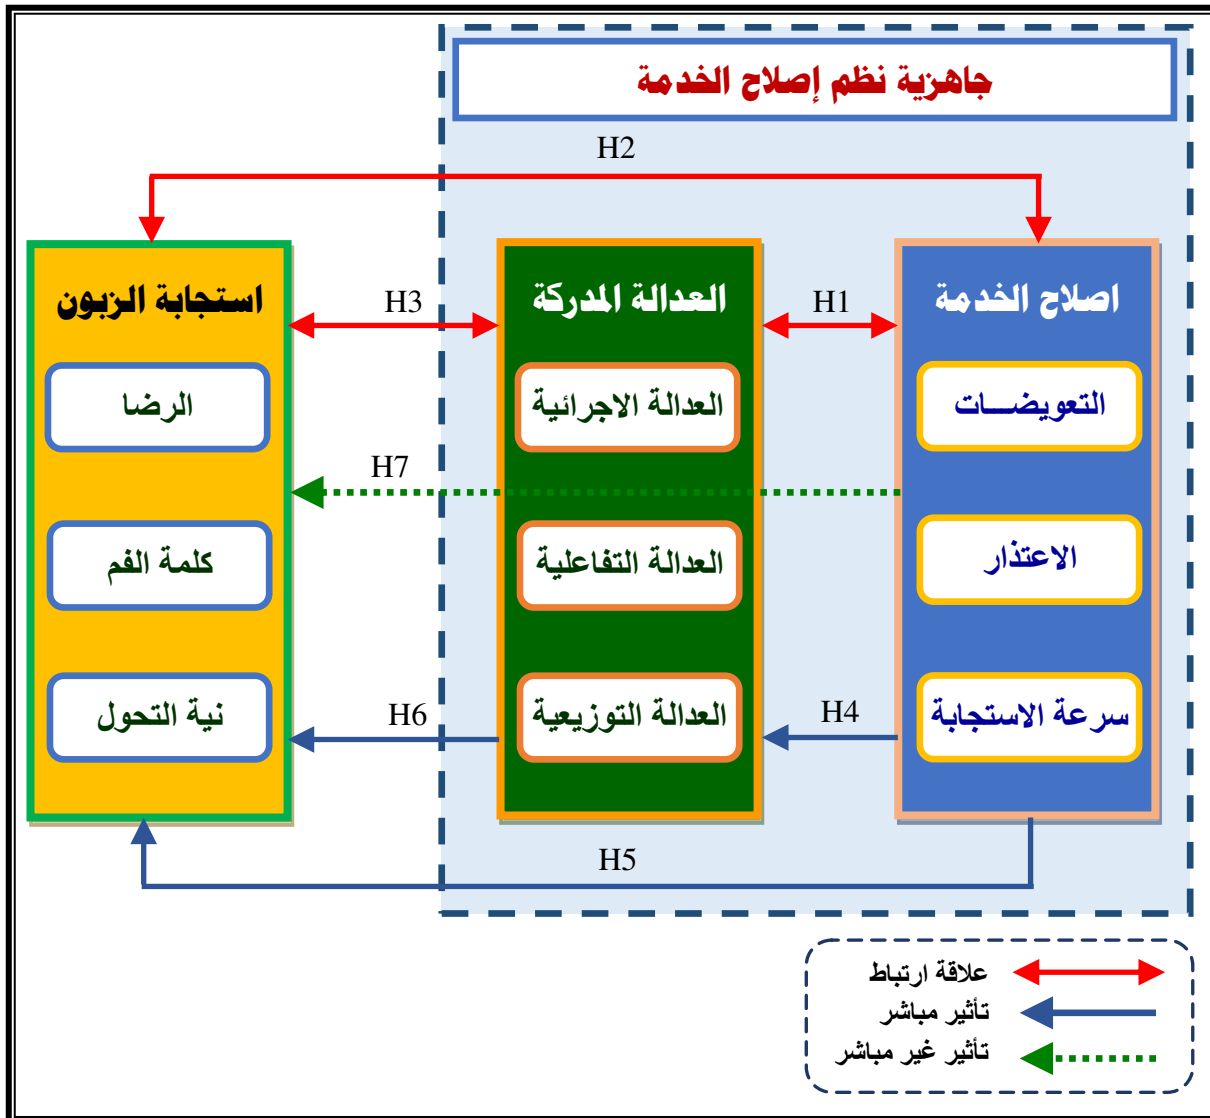 جاهزية نظم إصلاح الخدمة
H2
اصلاح الخدمة
العدالة المدركة
استجابة الزبون
H1
H3
التعويضـــات
العدالة الاجرائية
الرضا
H7
الاعتذار
العدالة التفاعلية
كلمة الفم
سرعة الاستجابة
H4
العدالة التوزيعية
H6
نية التحول
H5
علاقة ارتباط
تأثير مباشر
تأثير غير مباشر